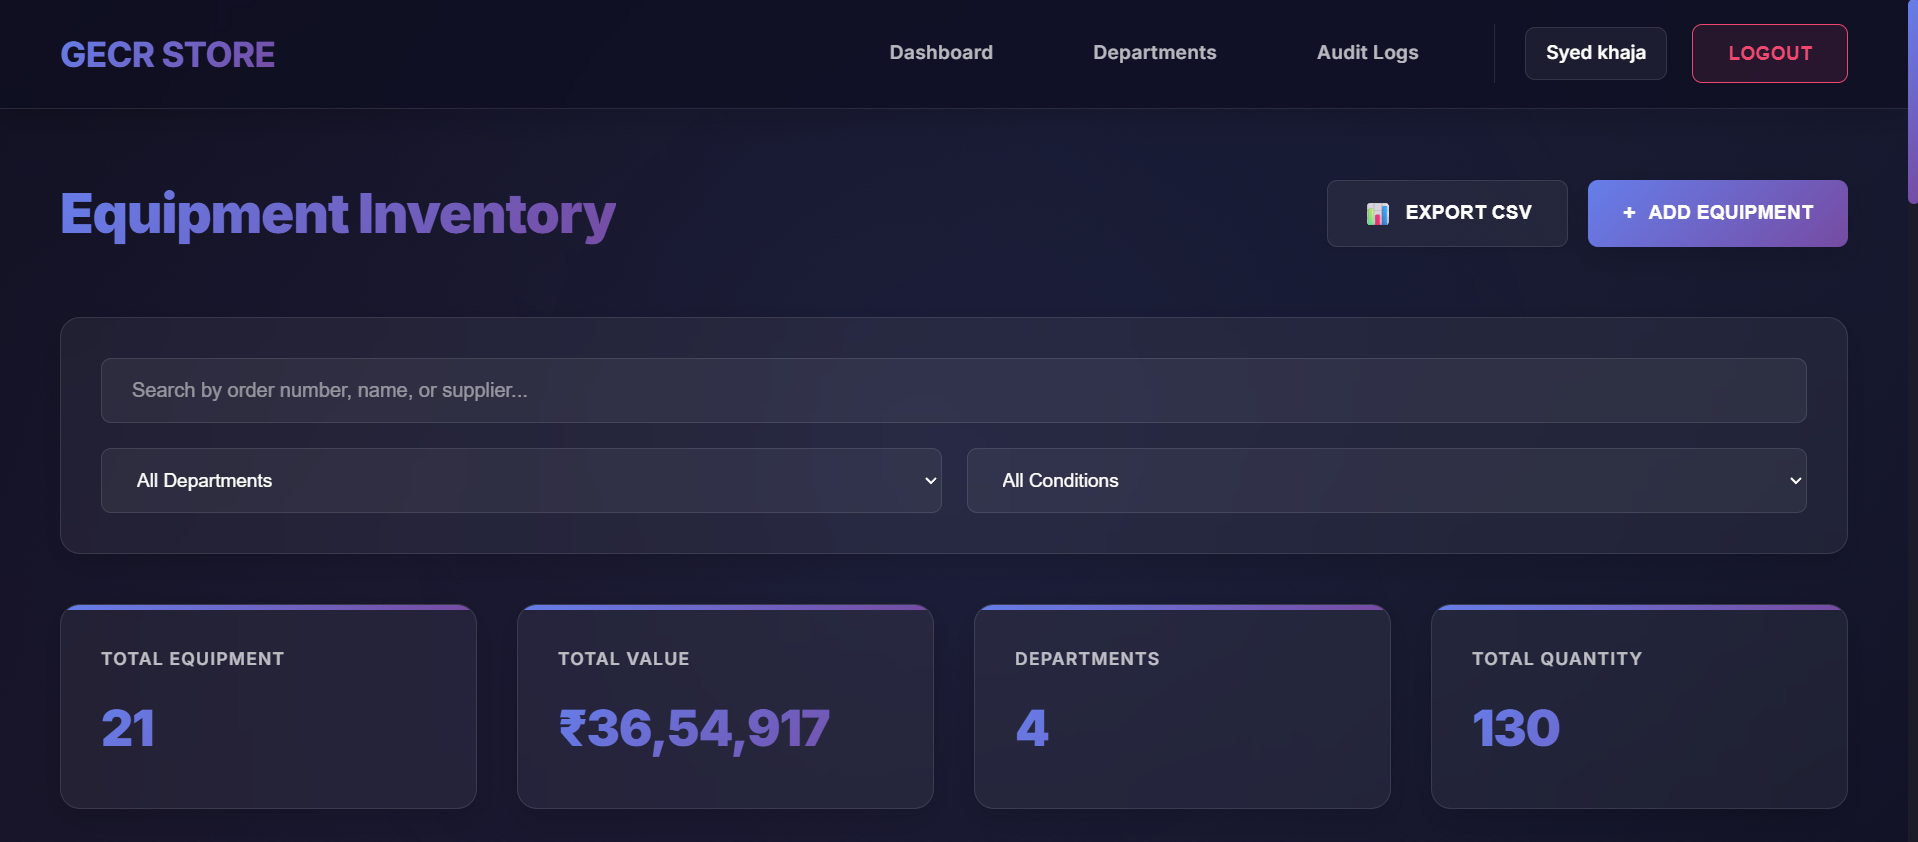 GECR STORE
Dashboard
Departments
Audit Logs
Syed khaja
LOGOUT
Equipment Inventory
EXPORT CSV
+ ADD EQUIPMENT
Search by order number, name, or supplier...
All Departments
All Conditions
TOTAL EQUIPMENT
21
TOTAL VALUE
₹36,54,917
DEPARTMENTS
4
TOTAL QUANTITY
130